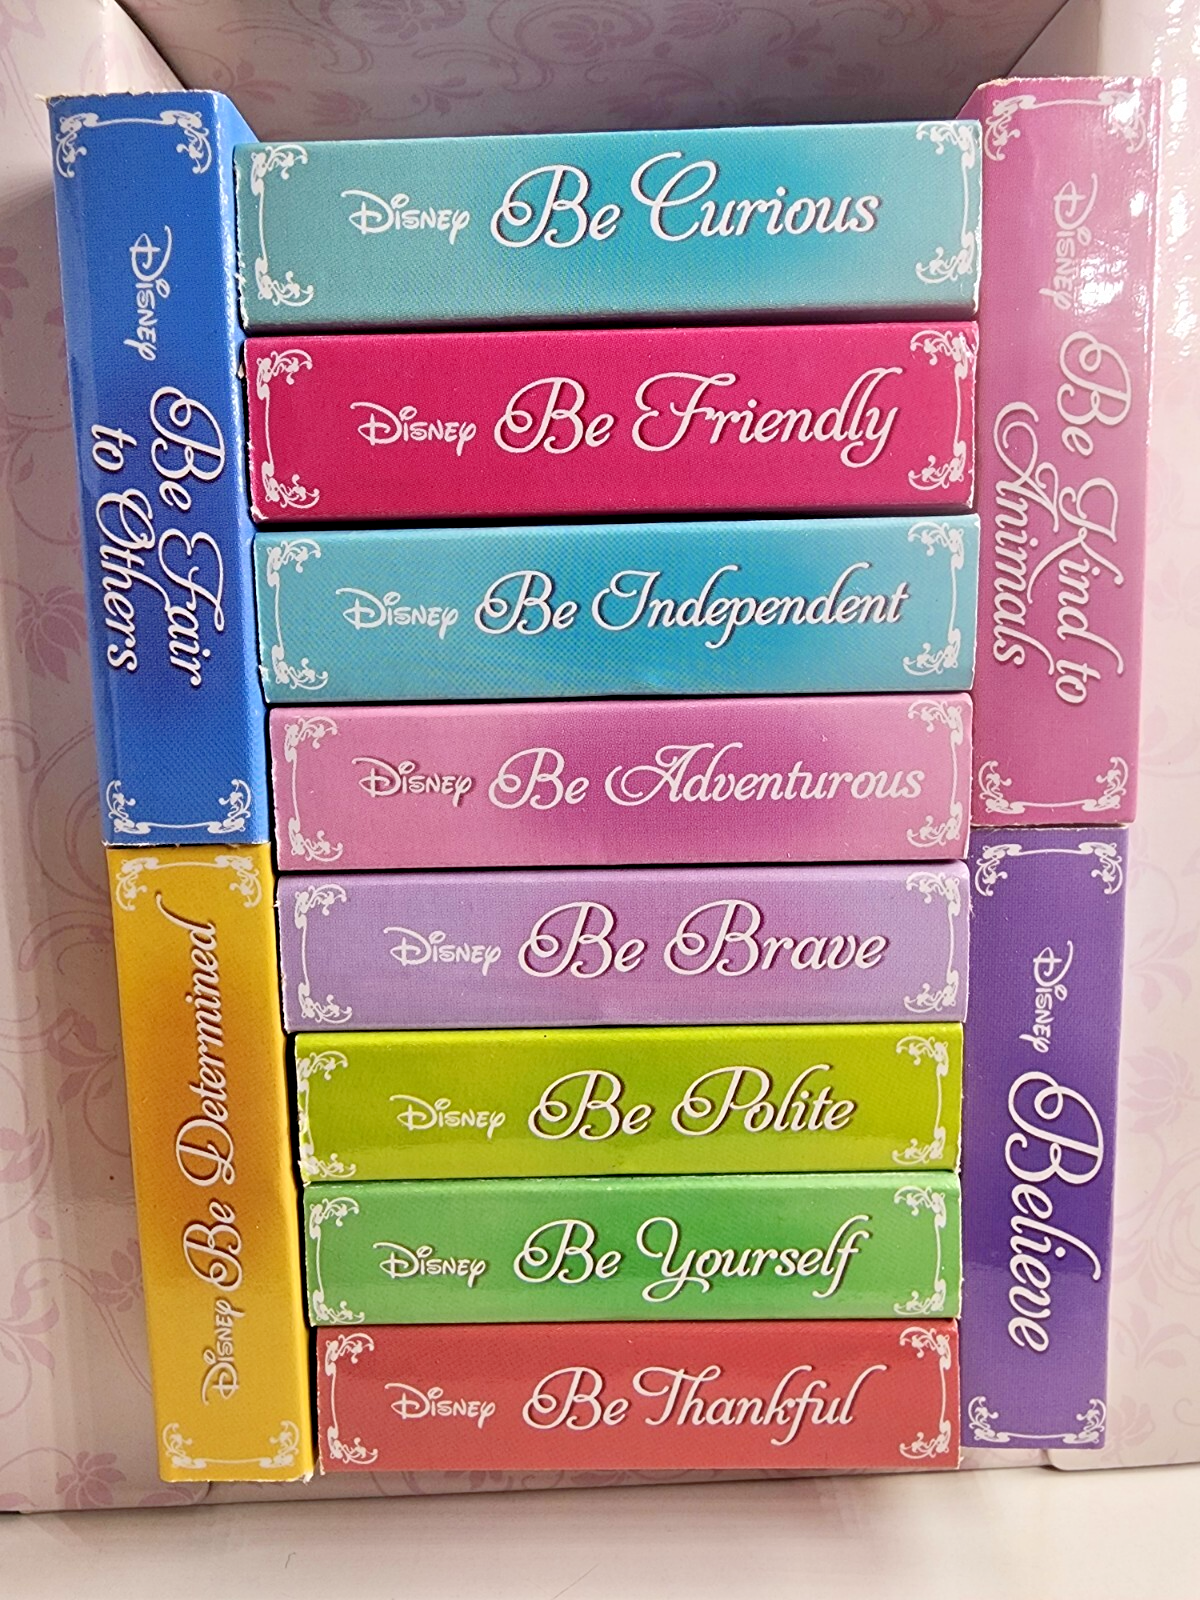 Disney Be Fair
to Others
Disney Be Determined
Disney Be Curious
Disney Be Friendly
Disney Be Independent
Disney Be Adventurous
Disney Be Brave
Disney Be Polite
Disney Be Yourself
Disney Be Thankful
Disney Be Kind to
Animals
Disney Believe